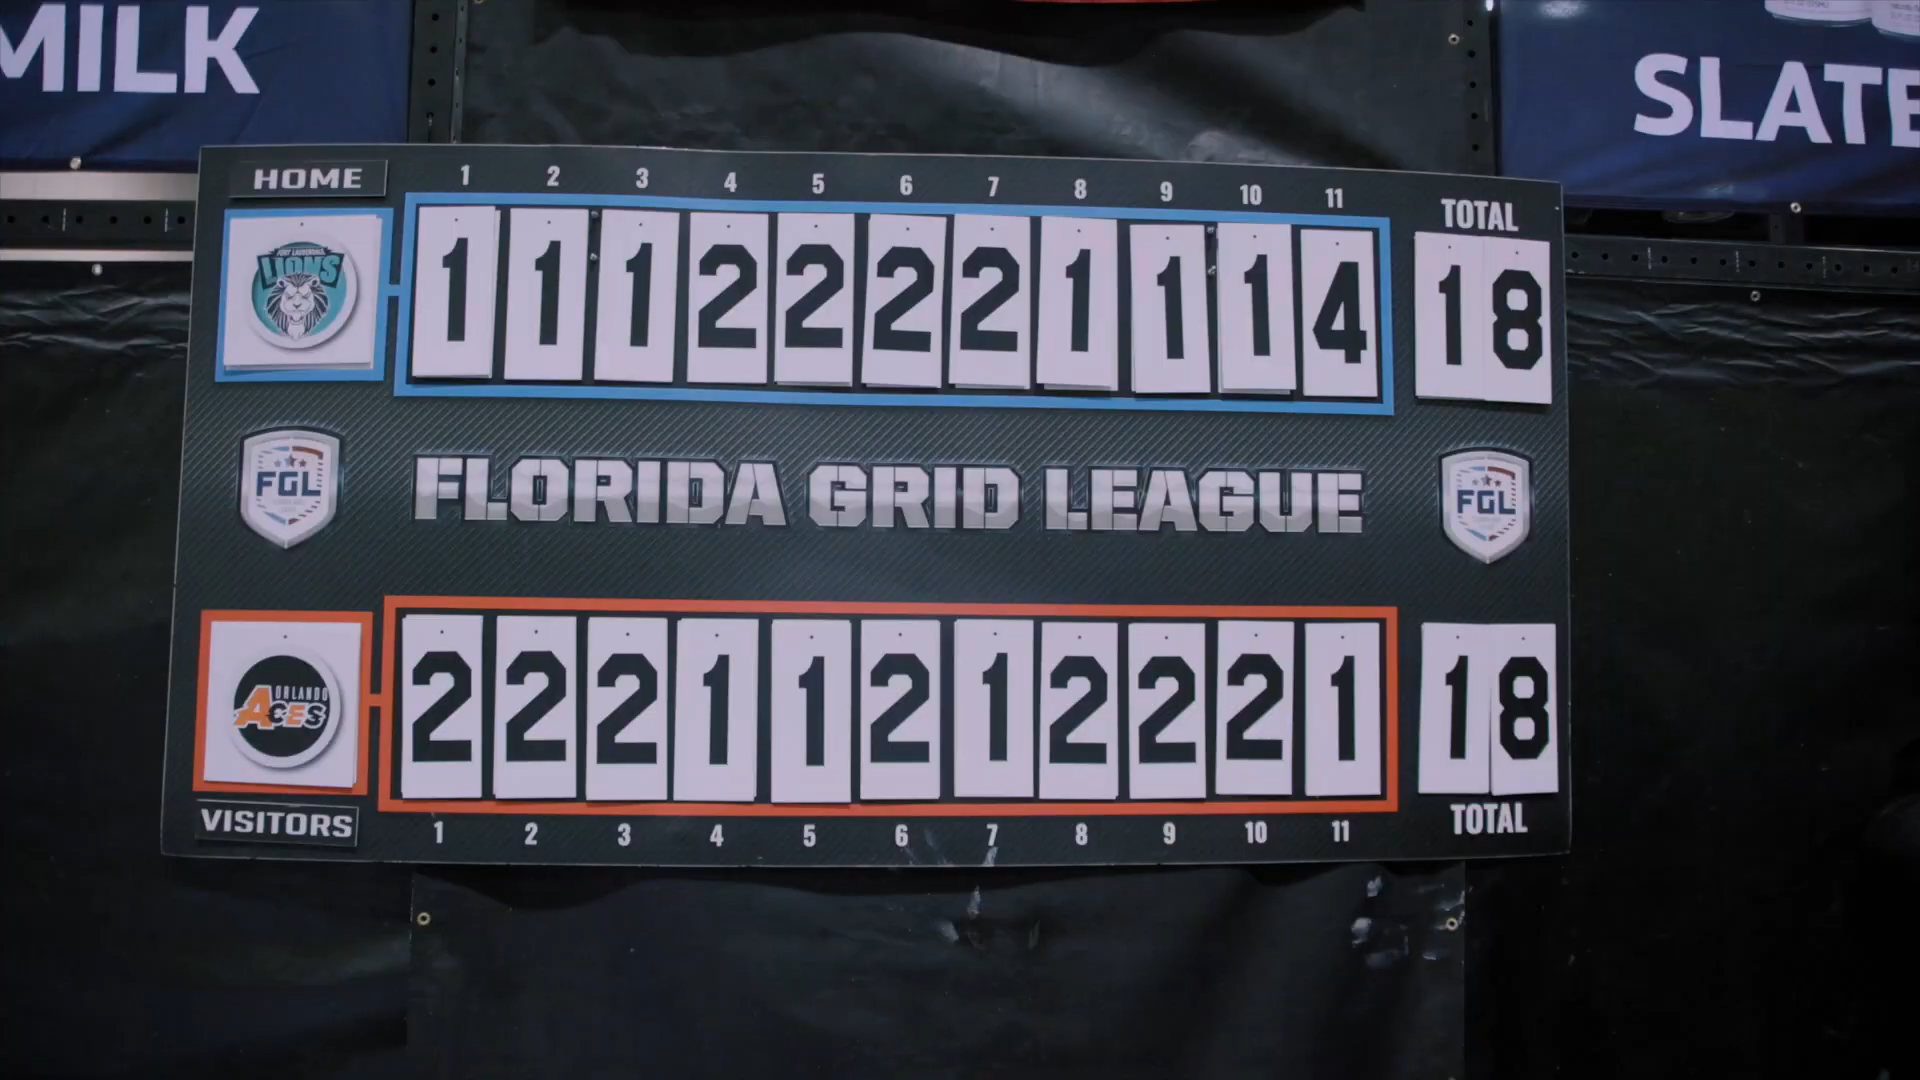 MILK
SLATE
HOME
1 2 3 4 5 6 7 8 9 10 11
TOTAL
FORT LAUDERDALE
LIONS
1 1 1 2 2 2 2 1 1 1 4
18
FGL
FLORIDA GRID LEAGUE
FGL
ORLANDO
ACES
2 2 2 1 1 2 1 2 2 2 1
18
VISITORS
1 2 3 4 5 6 7 8 9 10 11
TOTAL